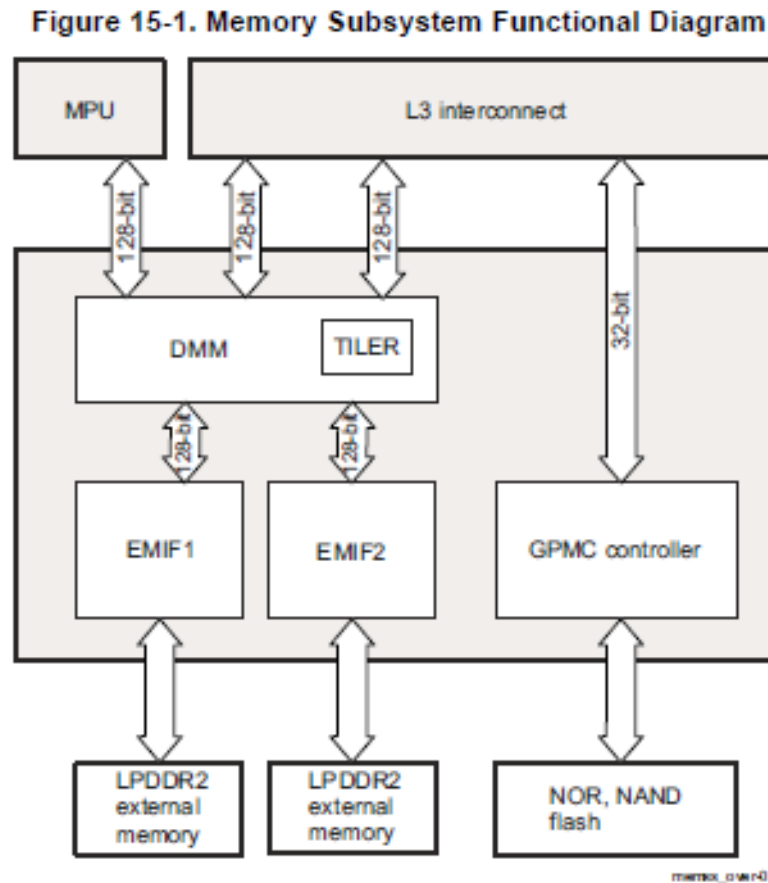 Figure 15-1. Memory Subsystem Functional Diagram
MPU
L3 interconnect
128-bit
128-bit
128-bit
32-bit
DMM
TILER
128-bit
128-bit
EMIF1
EMIF2
GPMC controller
LPDDR2
external
memory
LPDDR2
external
memory
NOR, NAND
flash